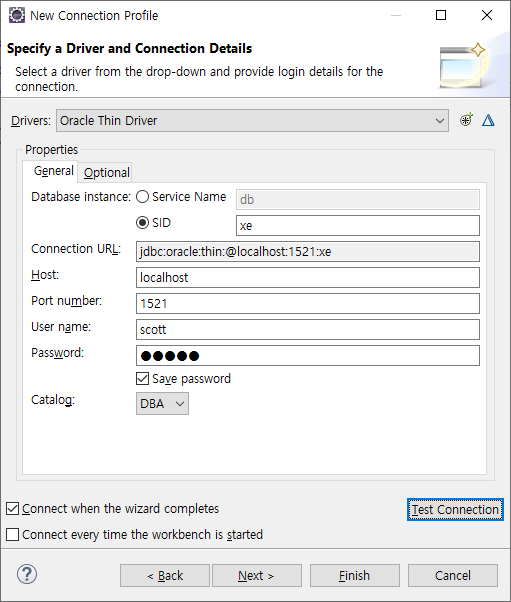 New Connection Profile
Specify a Driver and Connection Details
Select a driver from the drop-down and provide login details for the
connection.
Drivers: Oracle Thin Driver
Properties
General Optional
Database instance: Service Name db
SID xe
Connection URL: jdbc:oracle:thin:@localhost:1521:xe
Host: localhost
Port number: 1521
User name: scott
Password: ●●●●●
Save password
Catalog: DBA
Connect when the wizard completes
Test Connection
Connect every time the workbench is started
? < Back Next > Finish Cancel